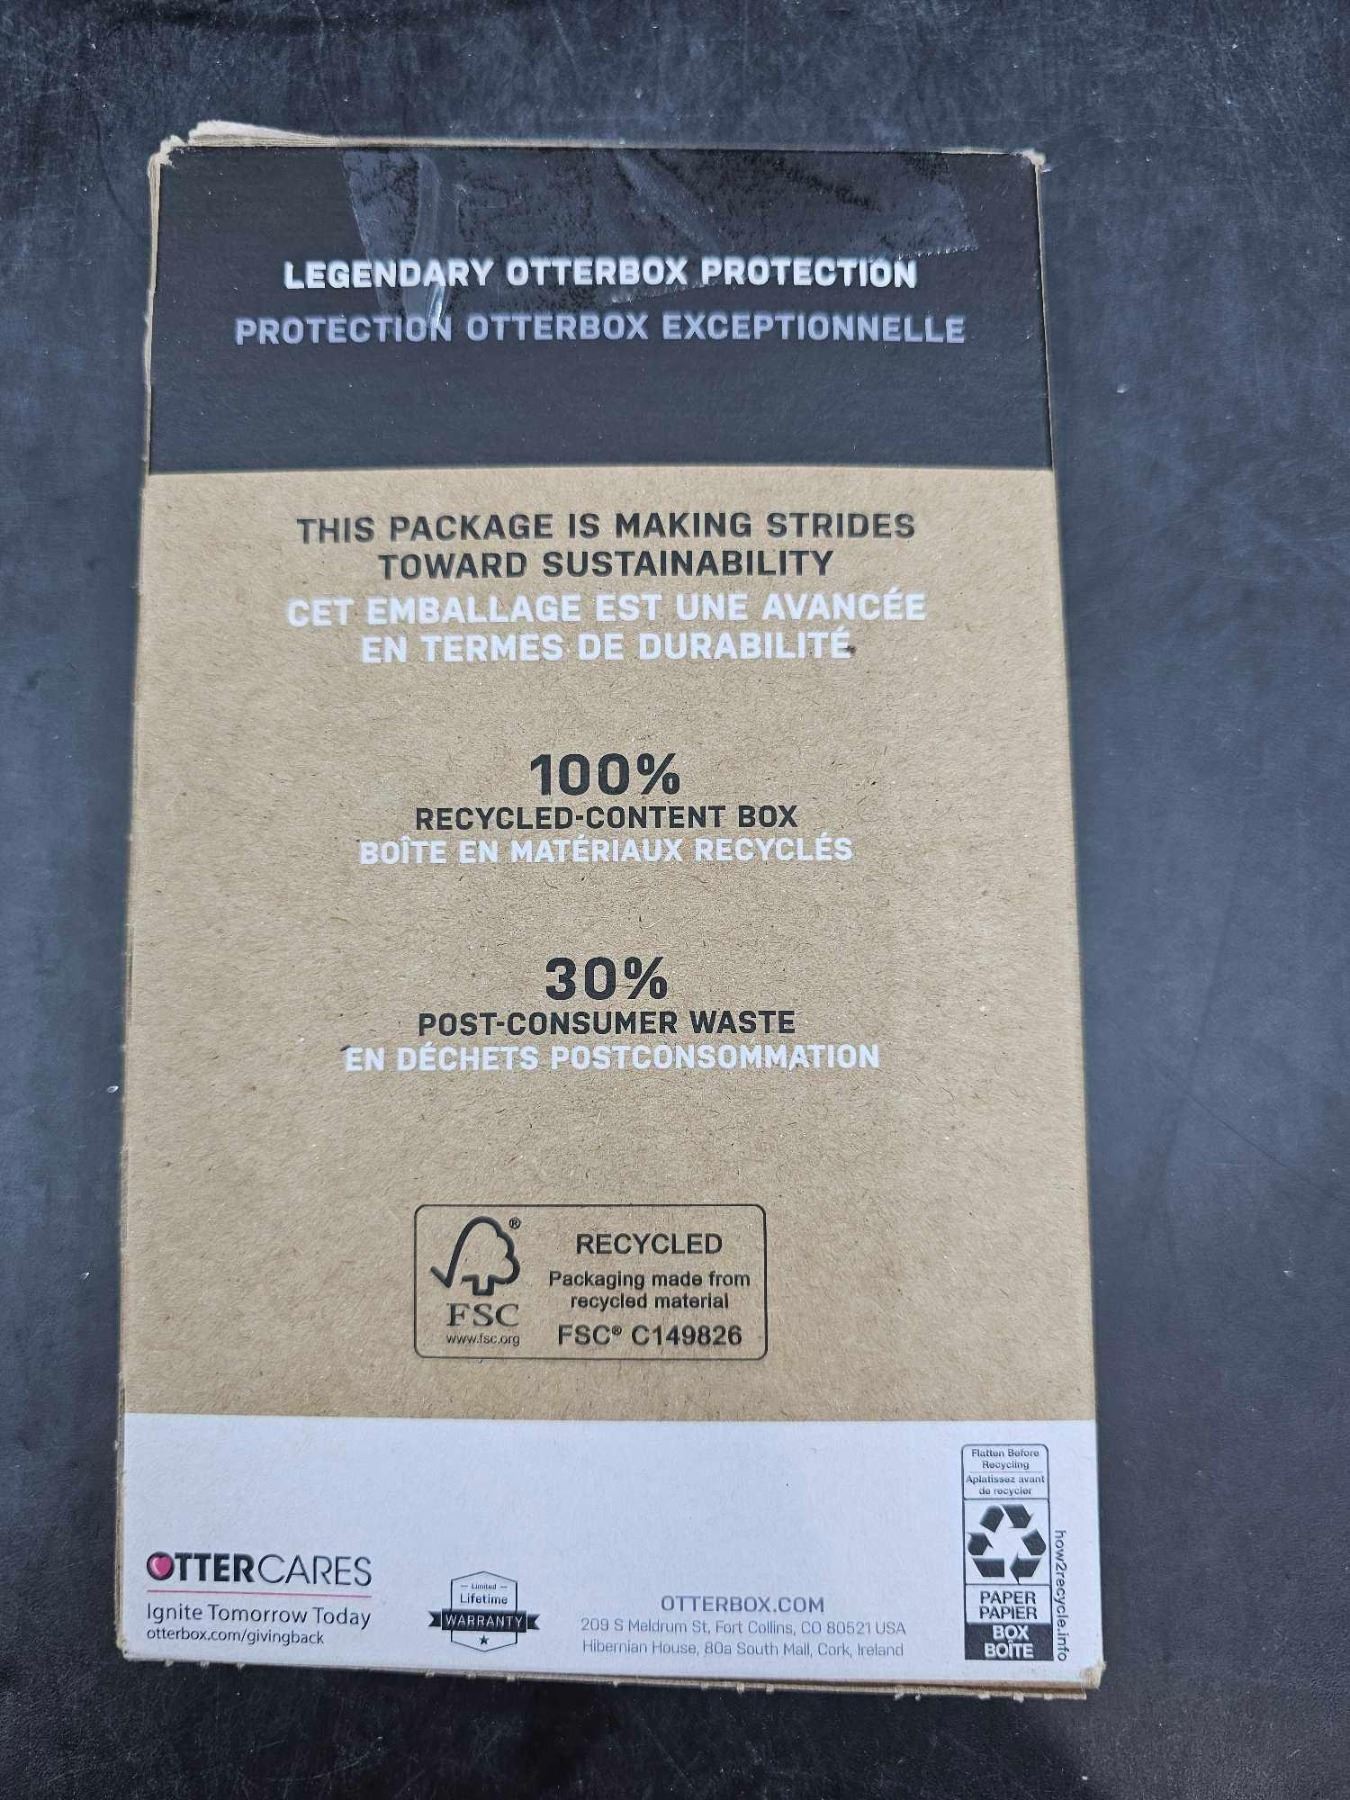 LEGENDARY OTTERBOX PROTECTION
PROTECTION OTTERBOX EXCEPTIONNELLE
THIS PACKAGE IS MAKING STRIDES
TOWARD SUSTAINABILITY
CET EMBALLAGE EST UNE AVANCÉE
EN TERMES DE DURABILITÉ
100%
RECYCLED-CONTENT BOX
BOÎTE EN MATÉRIAUX RECYCLÉS
30%
POST-CONSUMER WASTE
EN DÉCHETS POSTCONSOMMATION
®
FSC
www.fsc.org
RECYCLED
Packaging made from
recycled material
FSC® C149826
OTTERCARES
Ignite Tomorrow Today
otterbox.com/givingback
Limited
Lifetime
WARRANTY
OTTERBOX.COM
209 S Meldrum St, Fort Collins, CO 80521 USA
Hibernian House, 80a South Mall, Cork, Ireland
Flatten Before
Recycling
Aplatissez avant
de recycler
PAPER
PAPIER
BOX
BOÎTE
how2recycle.info